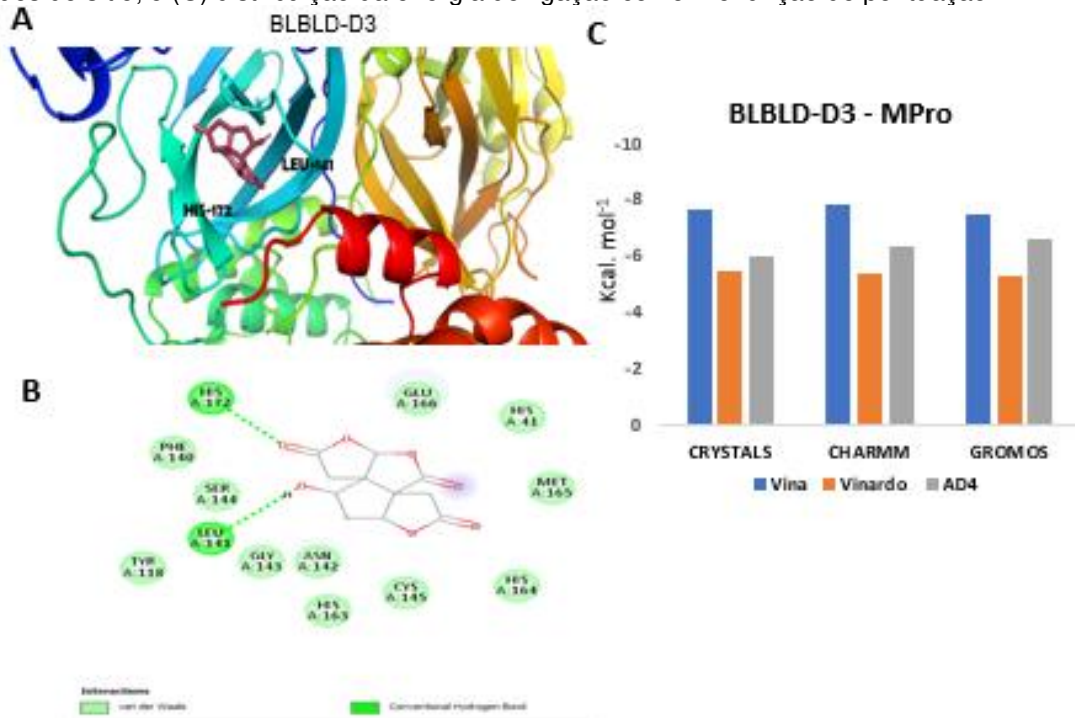 A
BLBLD-D3
LEU-141
HIS-172
B
HIS
A:172
GLU
A:166
HIS
A:41
PHE
A:140
SER
A:144
MET
A:165
LEU
A:141
TYR
A:118
GLY
A:143
ASN
A:142
HIS
A:163
CYS
A:145
HIS
A:164
Interactions
van der Waals
Conventional Hydrogen Bond
C
BLBLD-D3 - MPro
Kcal. mol-1
-10
-8
-6
-4
-2
0
CRYSTALS CHARMM GROMOS
Vina Vinardo AD4